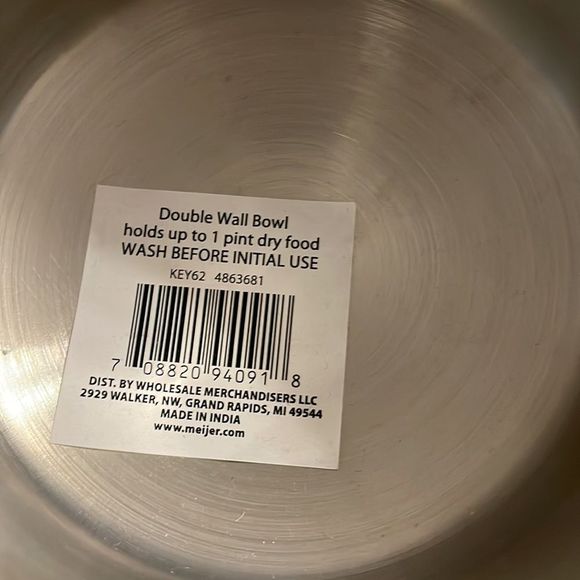 Double Wall Bowl
holds up to 1 pint dry food
WASH BEFORE INITIAL USE
KEY62 4863681
7 08820 94091 8
DIST. BY WHOLESALE MERCHANDISERS LLC
2929 WALKER, NW, GRAND RAPIDS, MI 49544
MADE IN INDIA
www.meijer.com